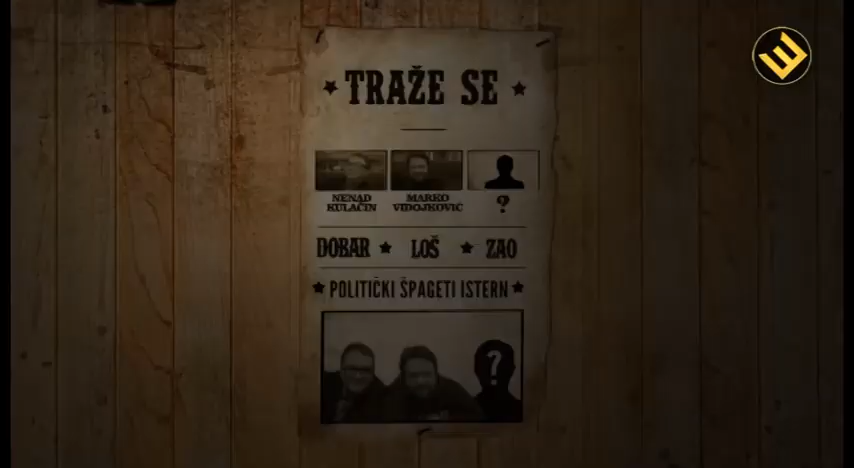 TRAŽE SE
NENAD KULAČIN
MARKO VIDOJKOVIĆ
?
DOBAR ★ LOŠ ★ ZAO
POLITIČKI ŠPAGETI ISTERN
?